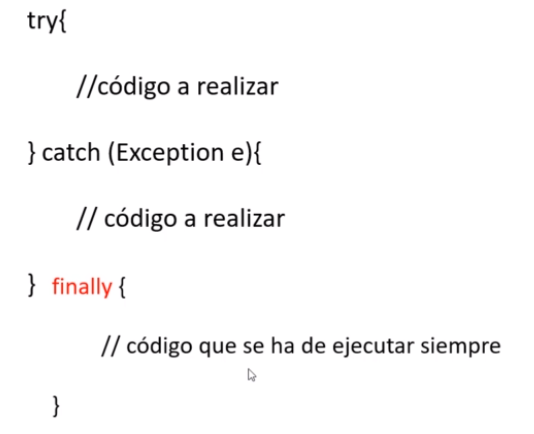 try{
//código a realizar
} catch (Exception e){
// código a realizar
} finally {
// código que se ha de ejecutar siempre
}